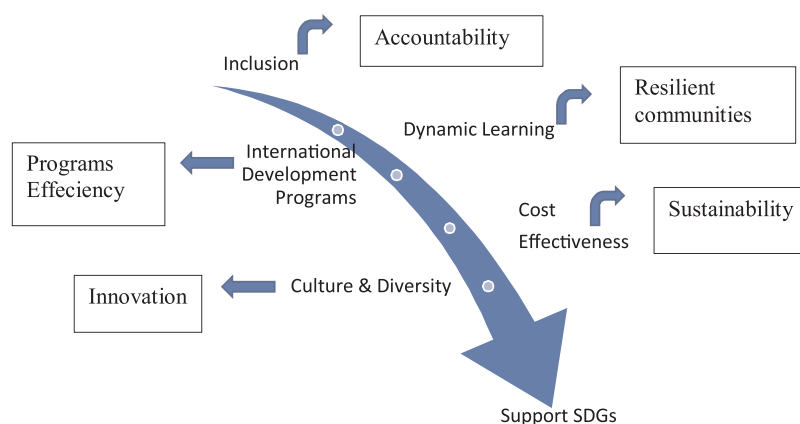 Accountability
Inclusion
Resilient
communities
Dynamic Learning
International
Development
Programs
Programs
Effeciency
Cost
Effectiveness
Sustainability
Culture & Diversity
Innovation
Support SDGs